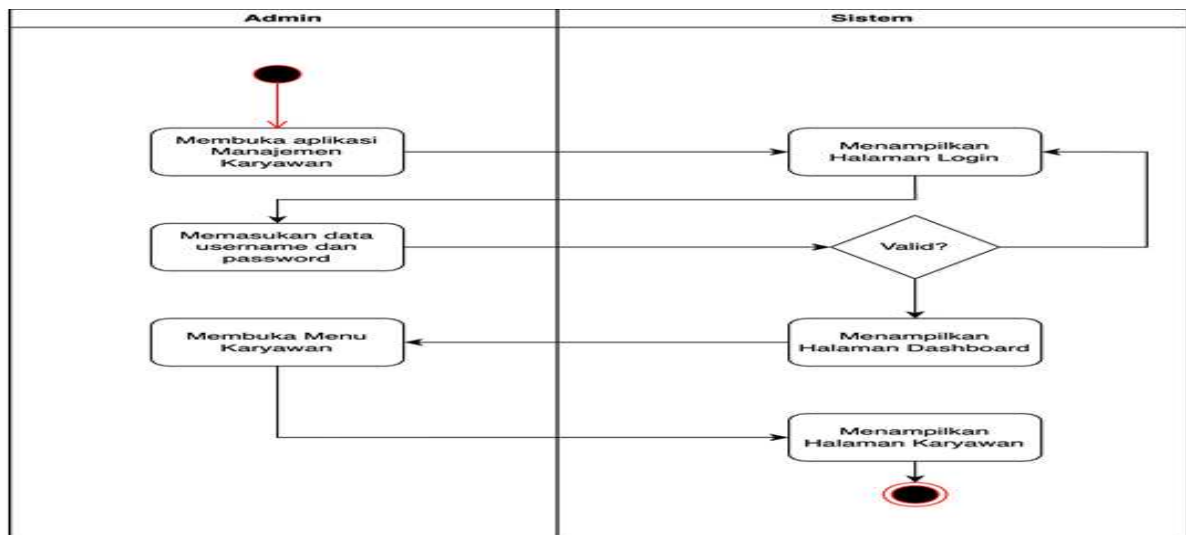 Admin
Sistem
Membuka aplikasi
Manajemen
Karyawan
Menampilkan
Halaman Login
Memasukan data
username dan
password
Valid?
Membuka Menu
Karyawan
Menampilkan
Halaman Dashboard
Menampilkan
Halaman Karyawan